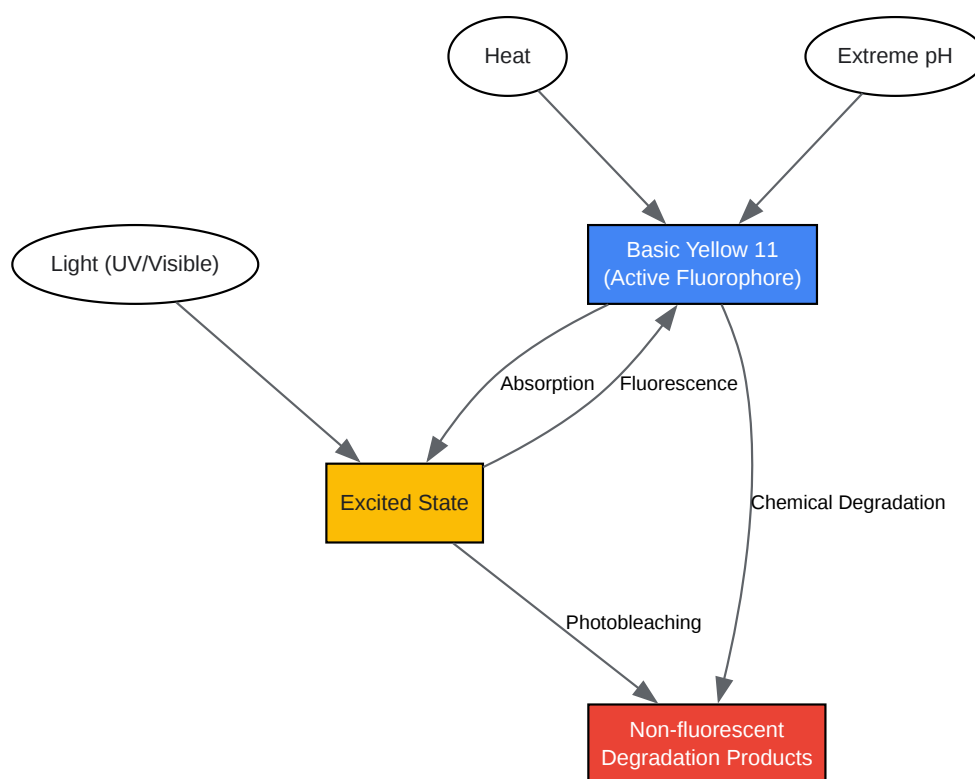 Heat
Extreme pH
Basic Yellow 11
(Active Fluorophore)
Light (UV/Visible)
Absorption
Fluorescence
Excited State
Chemical Degradation
Photobleaching
Non-fluorescent
Degradation Products